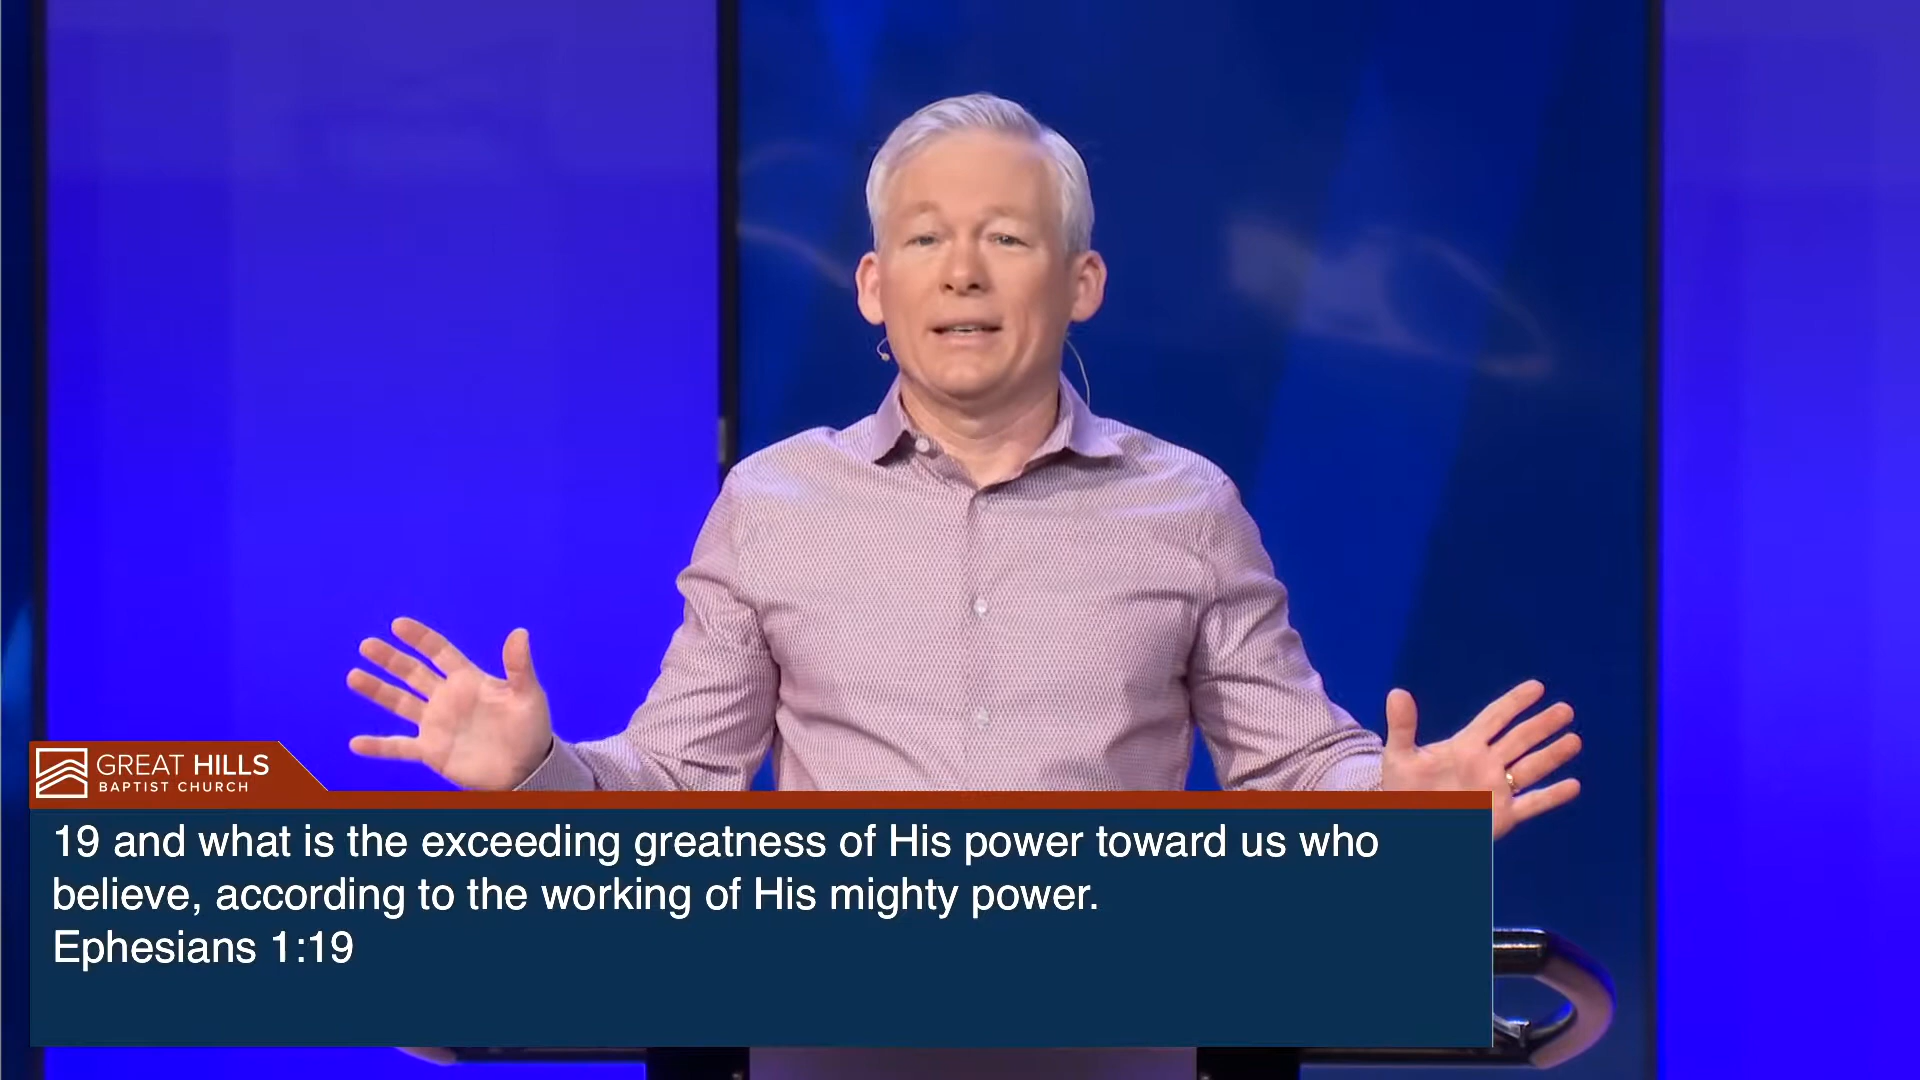 GREAT HILLS
BAPTIST CHURCH
19 and what is the exceeding greatness of His power toward us who
believe, according to the working of His mighty power.
Ephesians 1:19